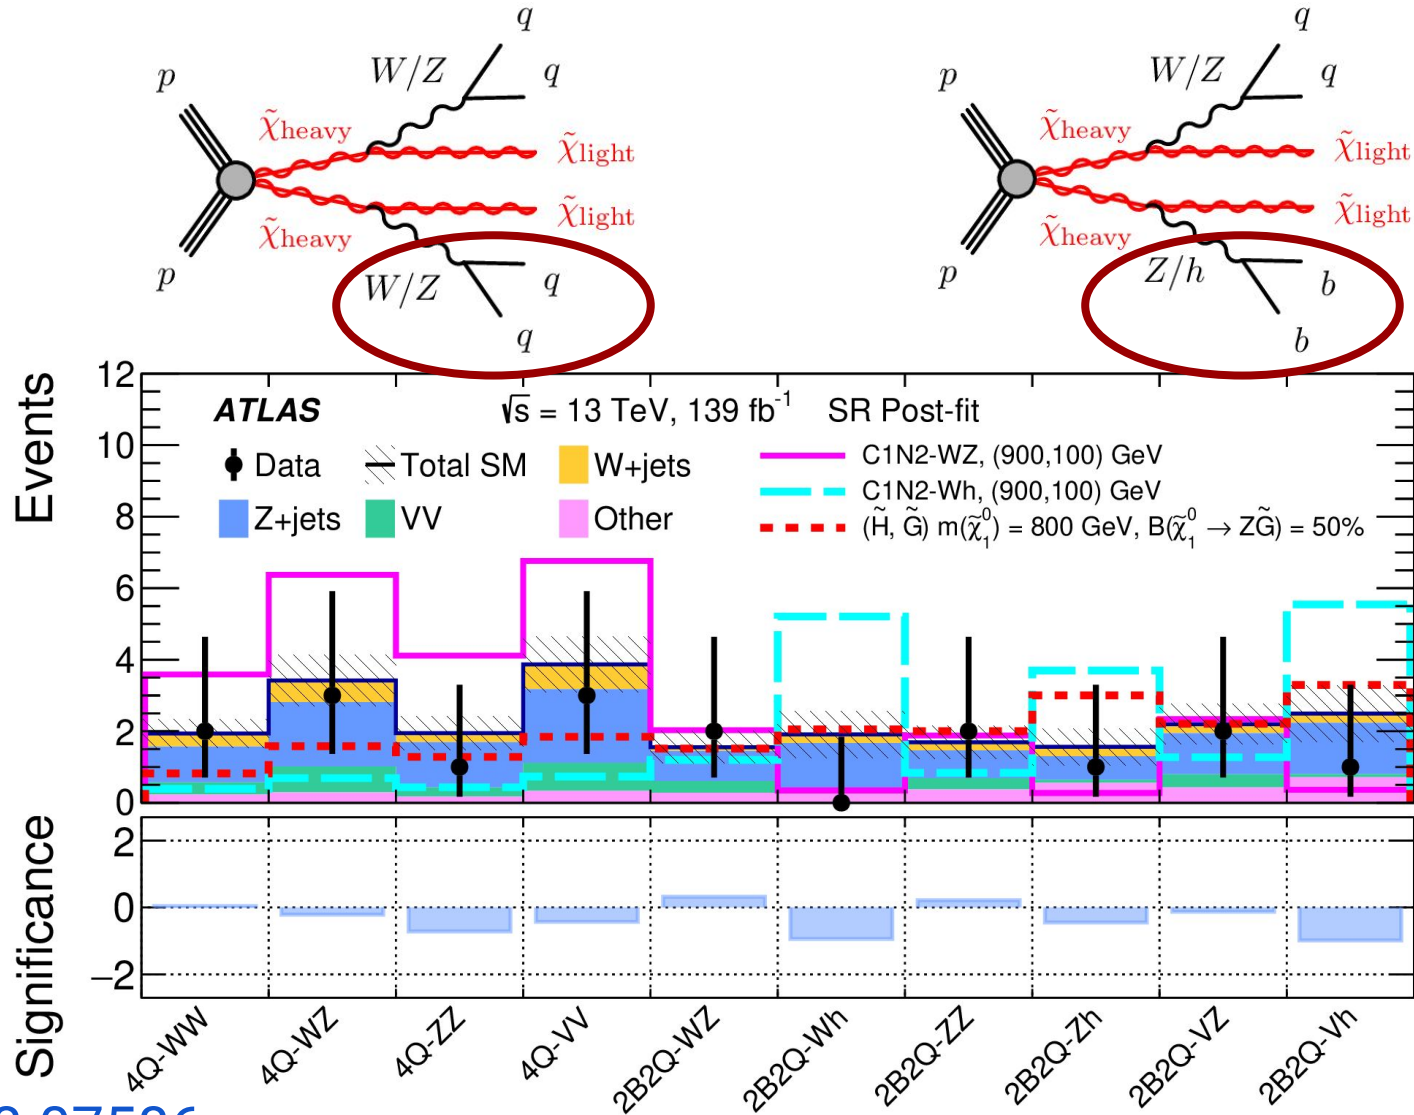 q
q
W/Z
p
χ̃heavy
χ̃light
χ̃light
χ̃heavy
p
W/Z
q
q
q
q
W/Z
p
χ̃heavy
χ̃light
χ̃light
χ̃heavy
p
Z/h
b
b
Events
12
10
8
6
4
2
0
ATLAS
√s = 13 TeV, 139 fb⁻¹
SR Post-fit
Data
Total SM
W+jets
Z+jets
VV
Other
C1N2-WZ, (900,100) GeV
C1N2-Wh, (900,100) GeV
(H̃, G̃) m(χ̃⁰₁) = 800 GeV, B(χ̃⁰₁ → ZG̃) = 50%
Significance
2
0
−2
4Q-WW
4Q-WZ
4Q-ZZ
4Q-VV
2B2Q-WZ
2B2Q-Wh
2B2Q-ZZ
2B2Q-Zh
2B2Q-VZ
2B2Q-Vh